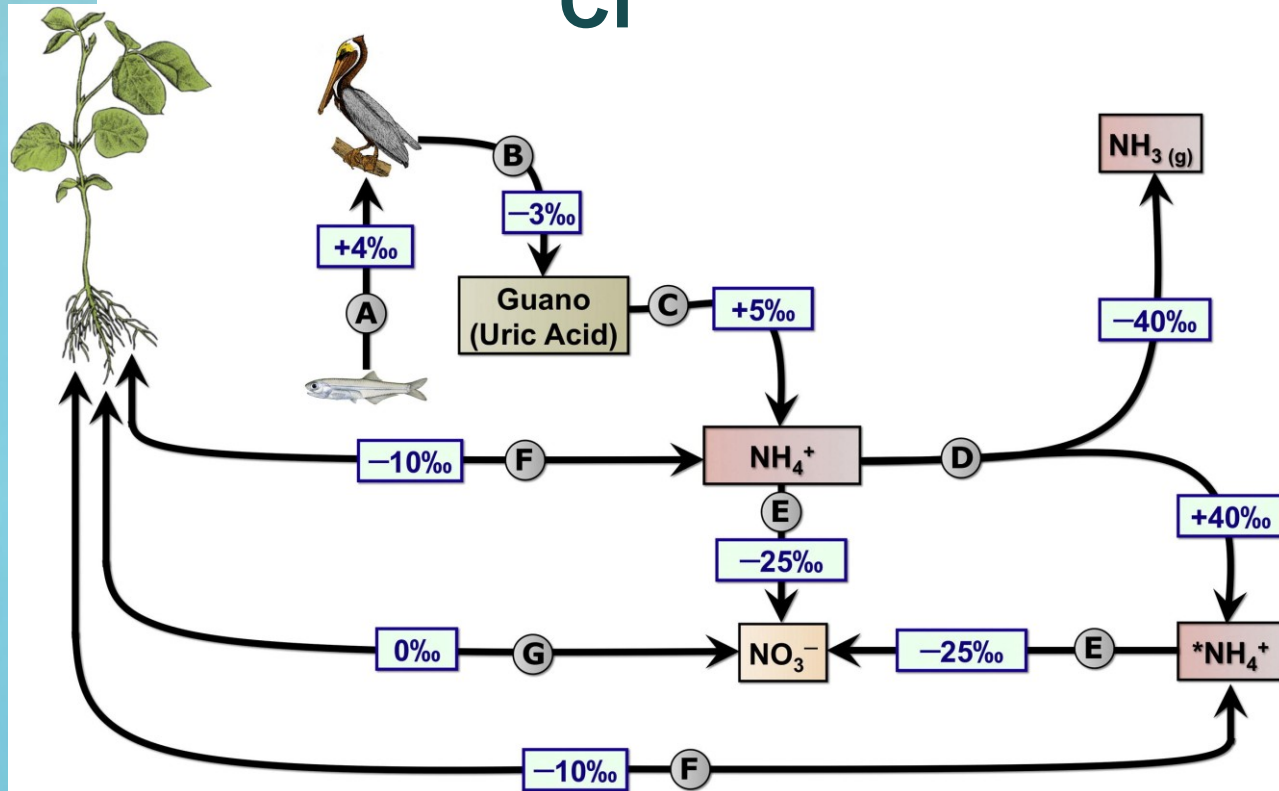 B
−3‰
NH₃ (g)
+4‰
A
Guano
(Uric Acid)
C
+5‰
−40‰
−10‰
F
NH₄⁺
D
E
+40‰
−25‰
0‰
G
NO₃⁻
−25‰
E
*NH₄⁺
−10‰
F